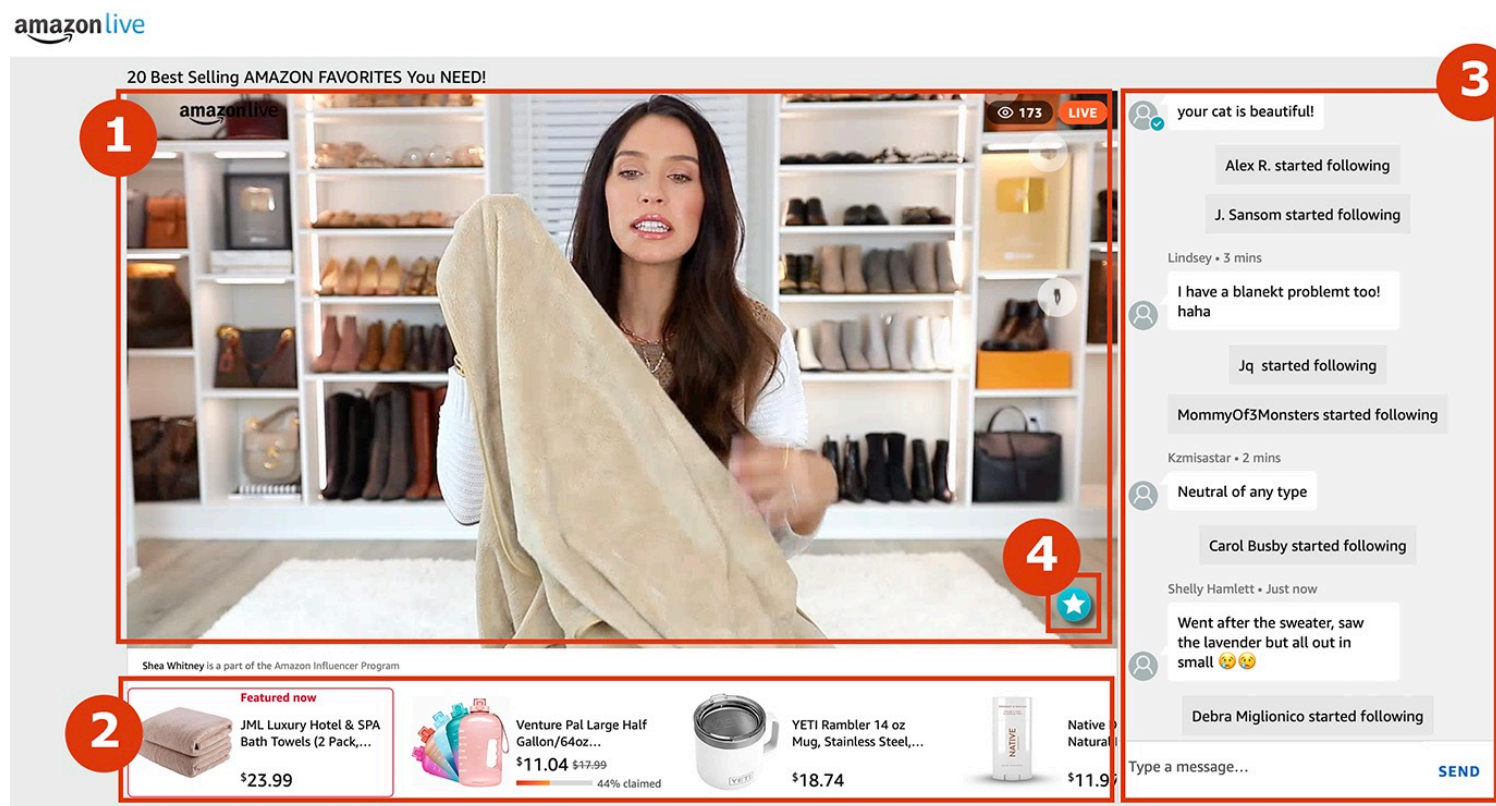 amazon live
20 Best Selling AMAZON FAVORITES You NEED!
1
amazon live
173
LIVE
4
Shea Whitney is a part of the Amazon Influencer Program
2
Featured now
JML Luxury Hotel & SPA
Bath Towels (2 Pack,...
$23.99
Venture Pal Large Half
Gallon/64oz...
$11.04 $17.99
44% claimed
YETI Rambler 14 oz
Mug, Stainless Steel,...
$18.74
YETI
NATIVE
Native
Natural
$11.97
3
your cat is beautiful!
Alex R. started following
J. Sansom started following
Lindsey • 3 mins
I have a blanekt problemt too!
haha
Jq started following
MommyOf3Monsters started following
Kzmisastar • 2 mins
Neutral of any type
Carol Busby started following
Shelly Hamlett • Just now
Went after the sweater, saw
the lavender but all out in
small 😢😢
Debra Miglionico started following
Type a message...
SEND